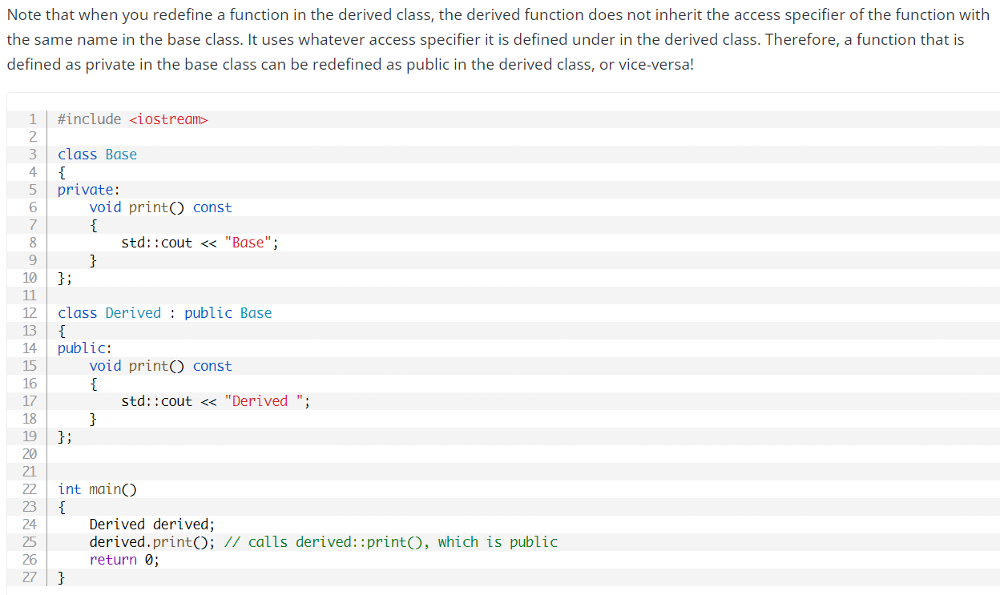 Note that when you redefine a function in the derived class, the derived function does not inherit the access specifier of the function with
the same name in the base class. It uses whatever access specifier it is defined under in the derived class. Therefore, a function that is
defined as private in the base class can be redefined as public in the derived class, or vice-versa!
1 #include <iostream>
2
3 class Base
4 {
5 private:
6     void print() const
7     {
8         std::cout << "Base";
9     }
10 };
11
12 class Derived : public Base
13 {
14 public:
15     void print() const
16     {
17         std::cout << "Derived ";
18     }
19 };
20
21
22 int main()
23 {
24     Derived derived;
25     derived.print(); // calls derived::print(), which is public
26     return 0;
27 }